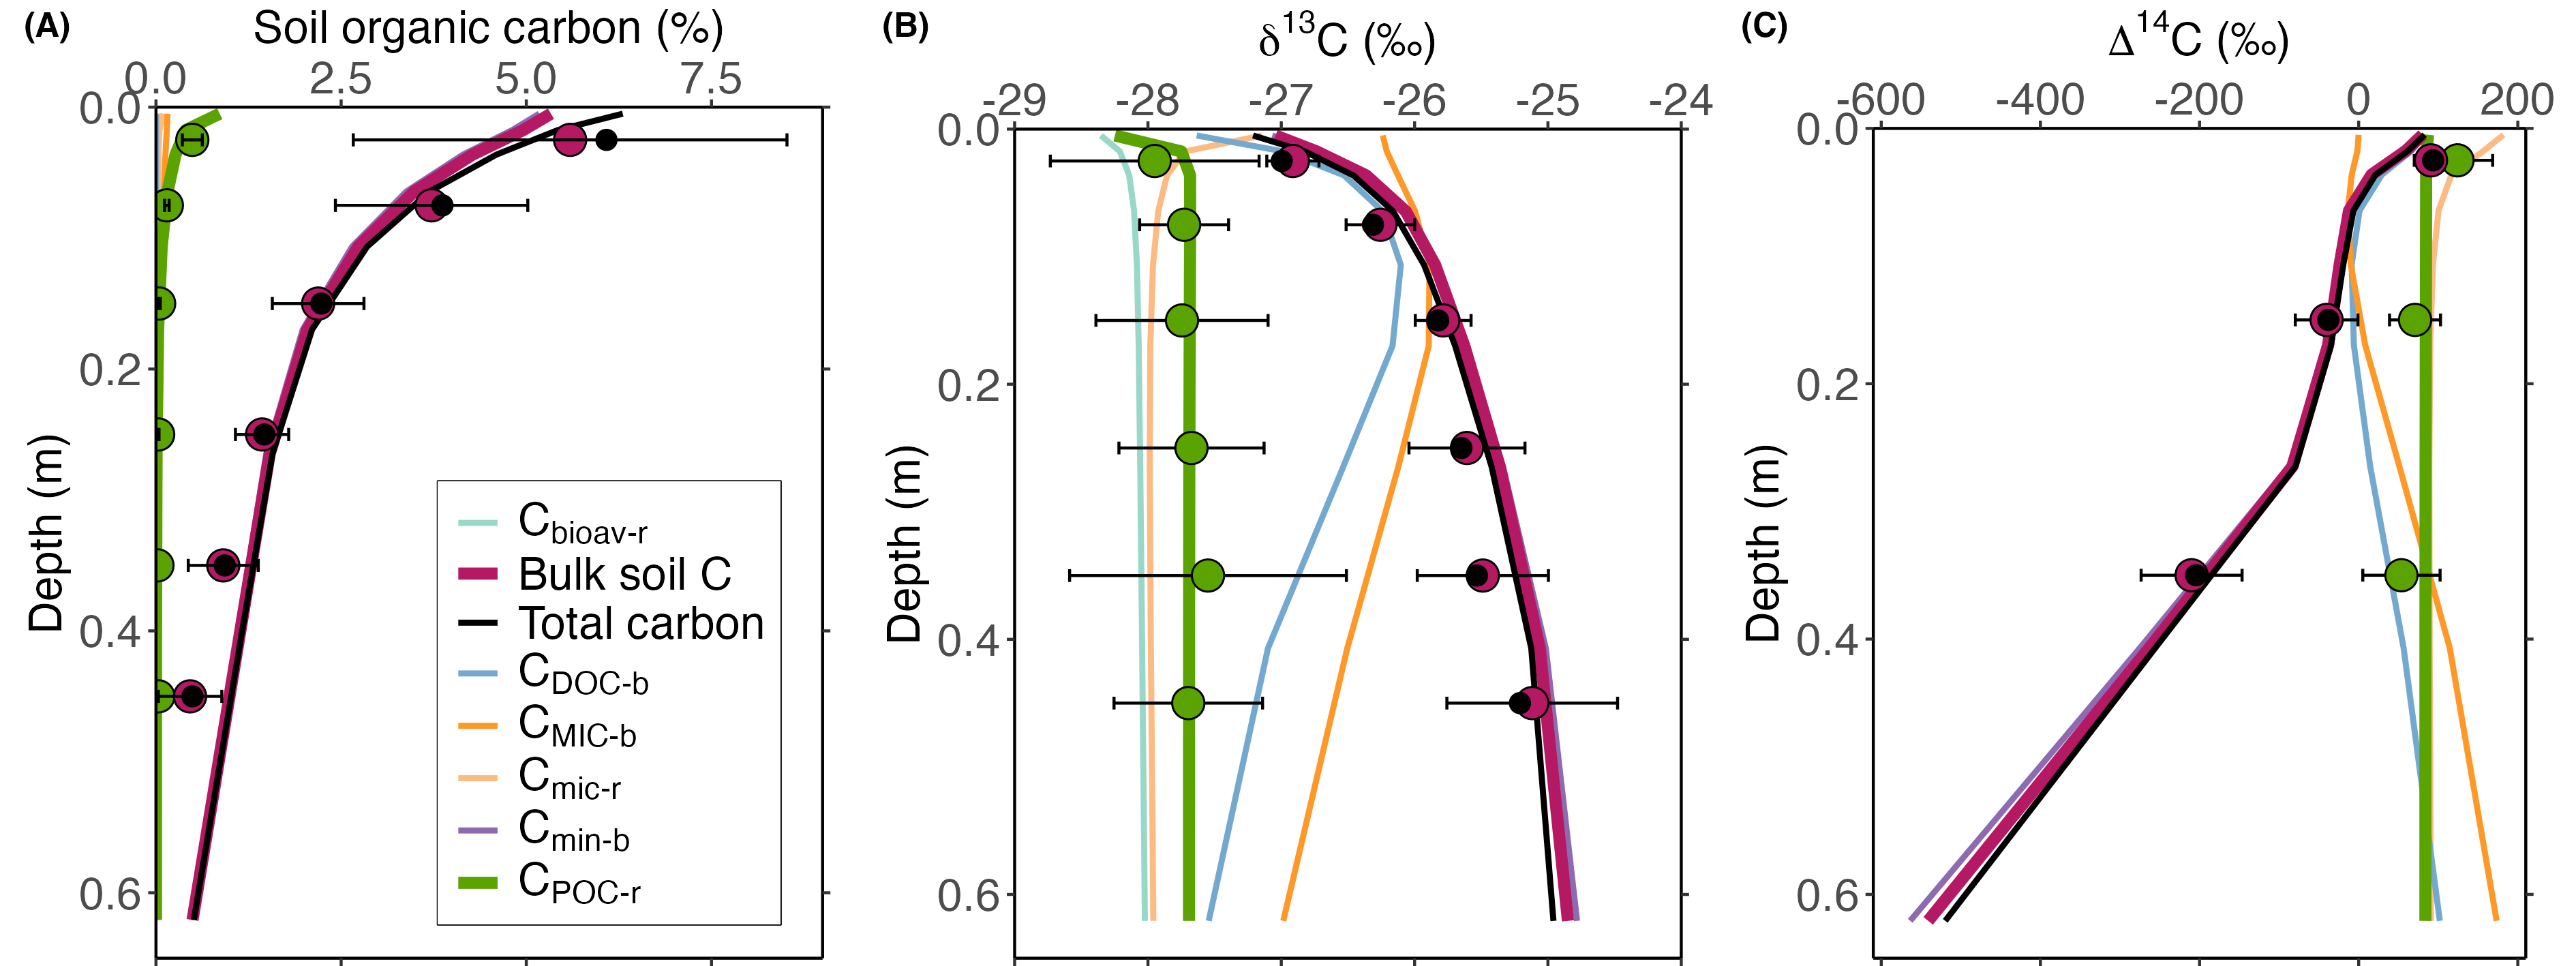 (A)
Soil organic carbon (%)
0.0 2.5 5.0 7.5
0.0
0.2
0.4
0.6
Depth (m)
C_bioav-r
Bulk soil C
Total carbon
C_DOC-b
C_MIC-b
C_mic-r
C_min-b
C_POC-r
(B)
δ¹³C (‰)
-29 -28 -27 -26 -25 -24
0.0
0.2
0.4
0.6
Depth (m)
(C)
Δ¹⁴C (‰)
-600 -400 -200 0 200
0.0
0.2
0.4
0.6
Depth (m)